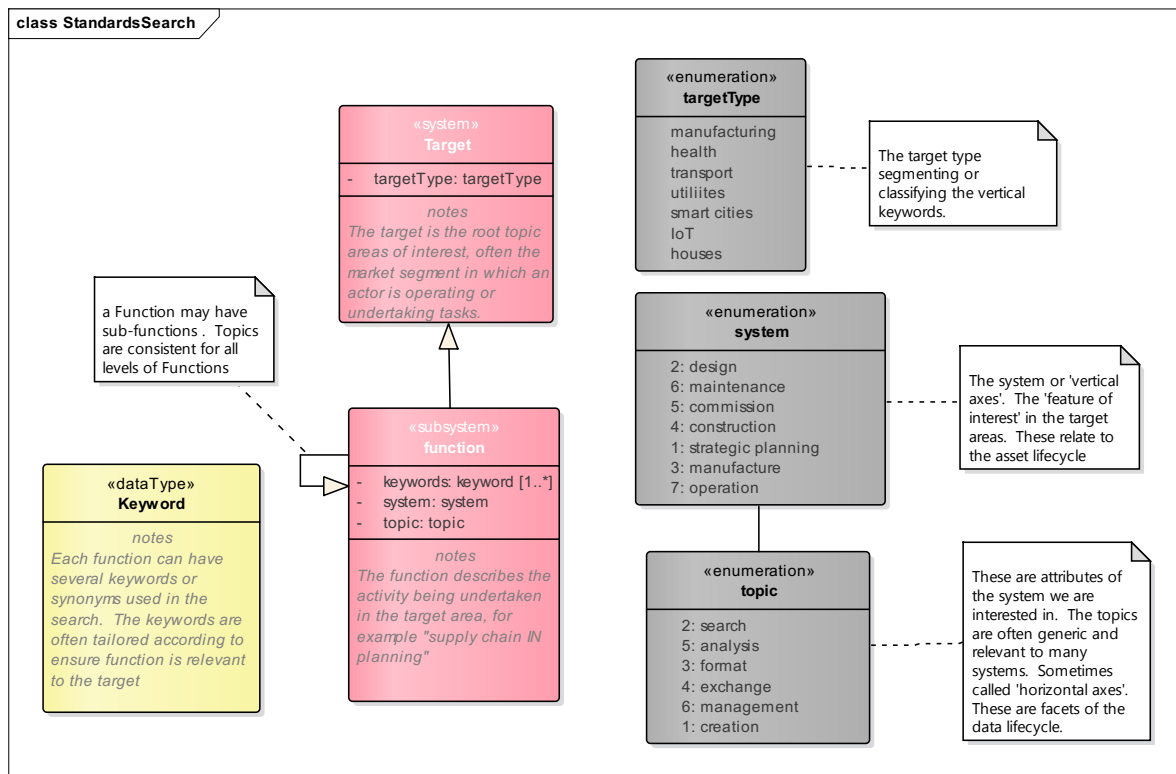 class StandardsSearch
«system»
Target
- targetType: targetType
notes
The target is the root topic
areas of interest, often the
market segment in which an
actor is operating or
undertaking tasks.
«enumeration»
targetType
manufacturing
health
transport
utiliites
smart cities
IoT
houses
The target type
segmenting or
classifying the vertical
keywords.
a Function may have
sub-functions . Topics
are consistent for all
levels of Functions
«subsystem»
function
- keywords: keyword [1..*]
- system: system
- topic: topic
notes
The function describes the
activity being undertaken
in the target area, for
example "supply chain IN
planning"
«dataType»
Keyword
notes
Each function can have
several keywords or
synonyms used in the
search. The keywords are
often tailored according to
ensure function is relevant
to the target
«enumeration»
system
2: design
6: maintenance
5: commission
4: construction
1: strategic planning
3: manufacture
7: operation
The system or 'vertical
axes'. The 'feature of
interest' in the target
areas. These relate to
the asset lifecycle
«enumeration»
topic
2: search
5: analysis
3: format
4: exchange
6: management
1: creation
These are attributes of
the system we are
interested in. The topics
are often generic and
relevant to many
systems. Sometimes
called 'horizontal axes'.
These are facets of the
data lifecycle.